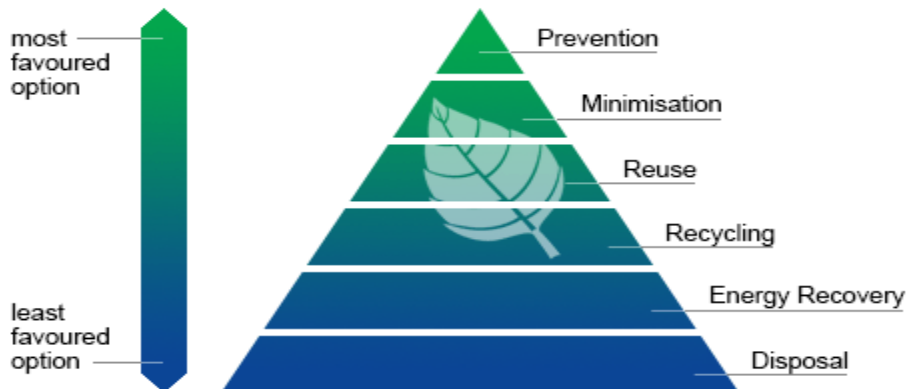 most
favoured
option
Prevention
Minimisation
Reuse
Recycling
Energy Recovery
least
favoured
option
Disposal